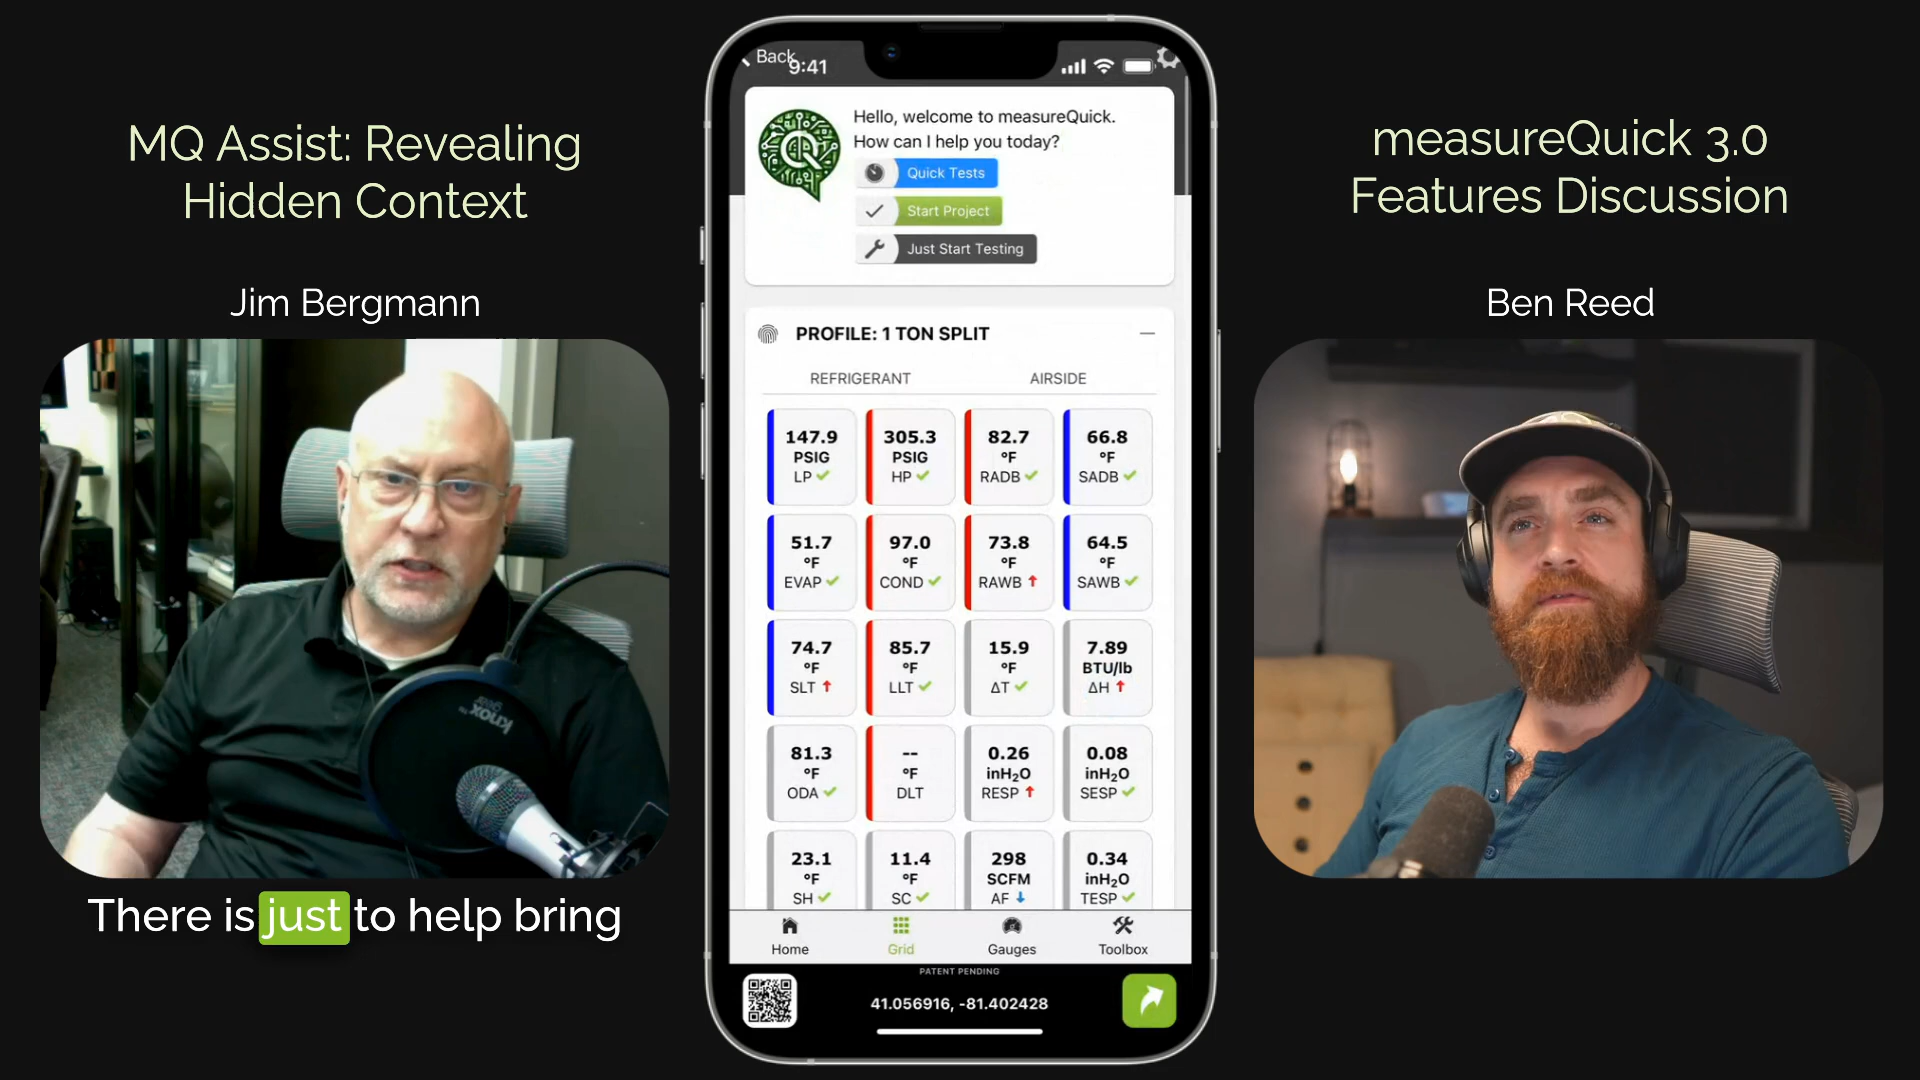 MQ Assist: Revealing
Hidden Context
Jim Bergmann
There is just to help bring
Back
9:41
Hello, welcome to measureQuick.
How can I help you today?
Quick Tests
Start Project
Just Start Testing
PROFILE: 1 TON SPLIT
REFRIGERANT AIRSIDE
147.9 305.3 82.7 66.8
PSIG PSIG °F °F
LP ✓ HP ✓ RADB ✓ SADB ✓
51.7 97.0 73.8 64.5
°F °F °F °F
EVAP ✓ COND ✓ RAWB ↑ SAWB ✓
74.7 85.7 15.9 7.89
°F °F °F BTU/lb
SLT ↑ LLT ✓ ΔT ✓ ΔH ↑
81.3 -- 0.26 0.08
°F °F inH₂O inH₂O
ODA ✓ DLT RESP ↑ SESP ✓
23.1 11.4 298 0.34
°F °F SCFM inH₂O
SH ✓ SC ✓ AF ↓ TESP ✓
Home Grid Gauges Toolbox
PATENT PENDING
41.056916, -81.402428
measureQuick 3.0
Features Discussion
Ben Reed
Knox
gear